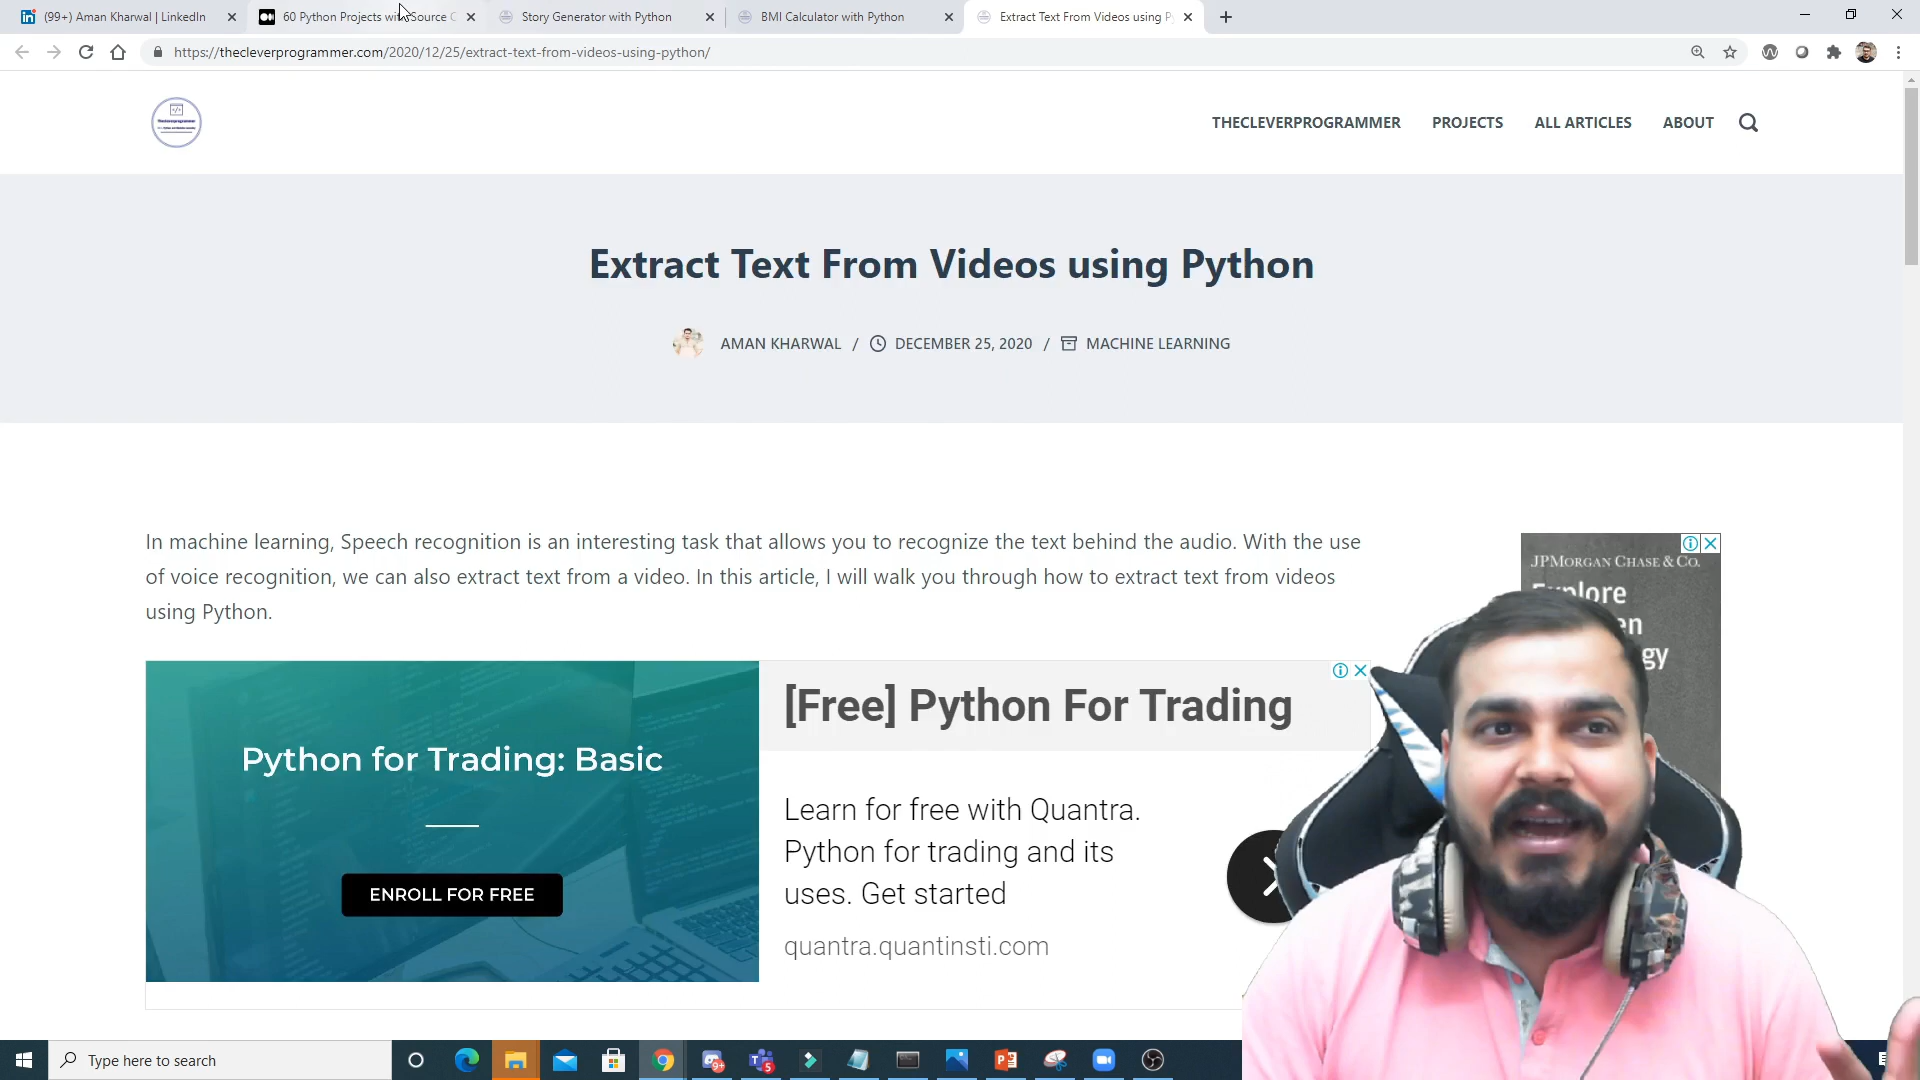 (99+) Aman Kharwal | LinkedIn
60 Python Projects with Source C
Story Generator with Python
BMI Calculator with Python
Extract Text From Videos using P
https://thecleverprogrammer.com/2020/12/25/extract-text-from-videos-using-python/
THECLEVERPROGRAMMER PROJECTS ALL ARTICLES ABOUT
Extract Text From Videos using Python
AMAN KHARWAL / DECEMBER 25, 2020 / MACHINE LEARNING
In machine learning, Speech recognition is an interesting task that allows you to recognize the text behind the audio. With the use
of voice recognition, we can also extract text from a video. In this article, I will walk you through how to extract text from videos
using Python.
JPMORGAN CHASE & CO.
Explore
[Free] Python For Trading
Python for Trading: Basic
ENROLL FOR FREE
Learn for free with Quantra.
Python for trading and its
uses. Get started
quantra.quantinsti.com
Type here to search